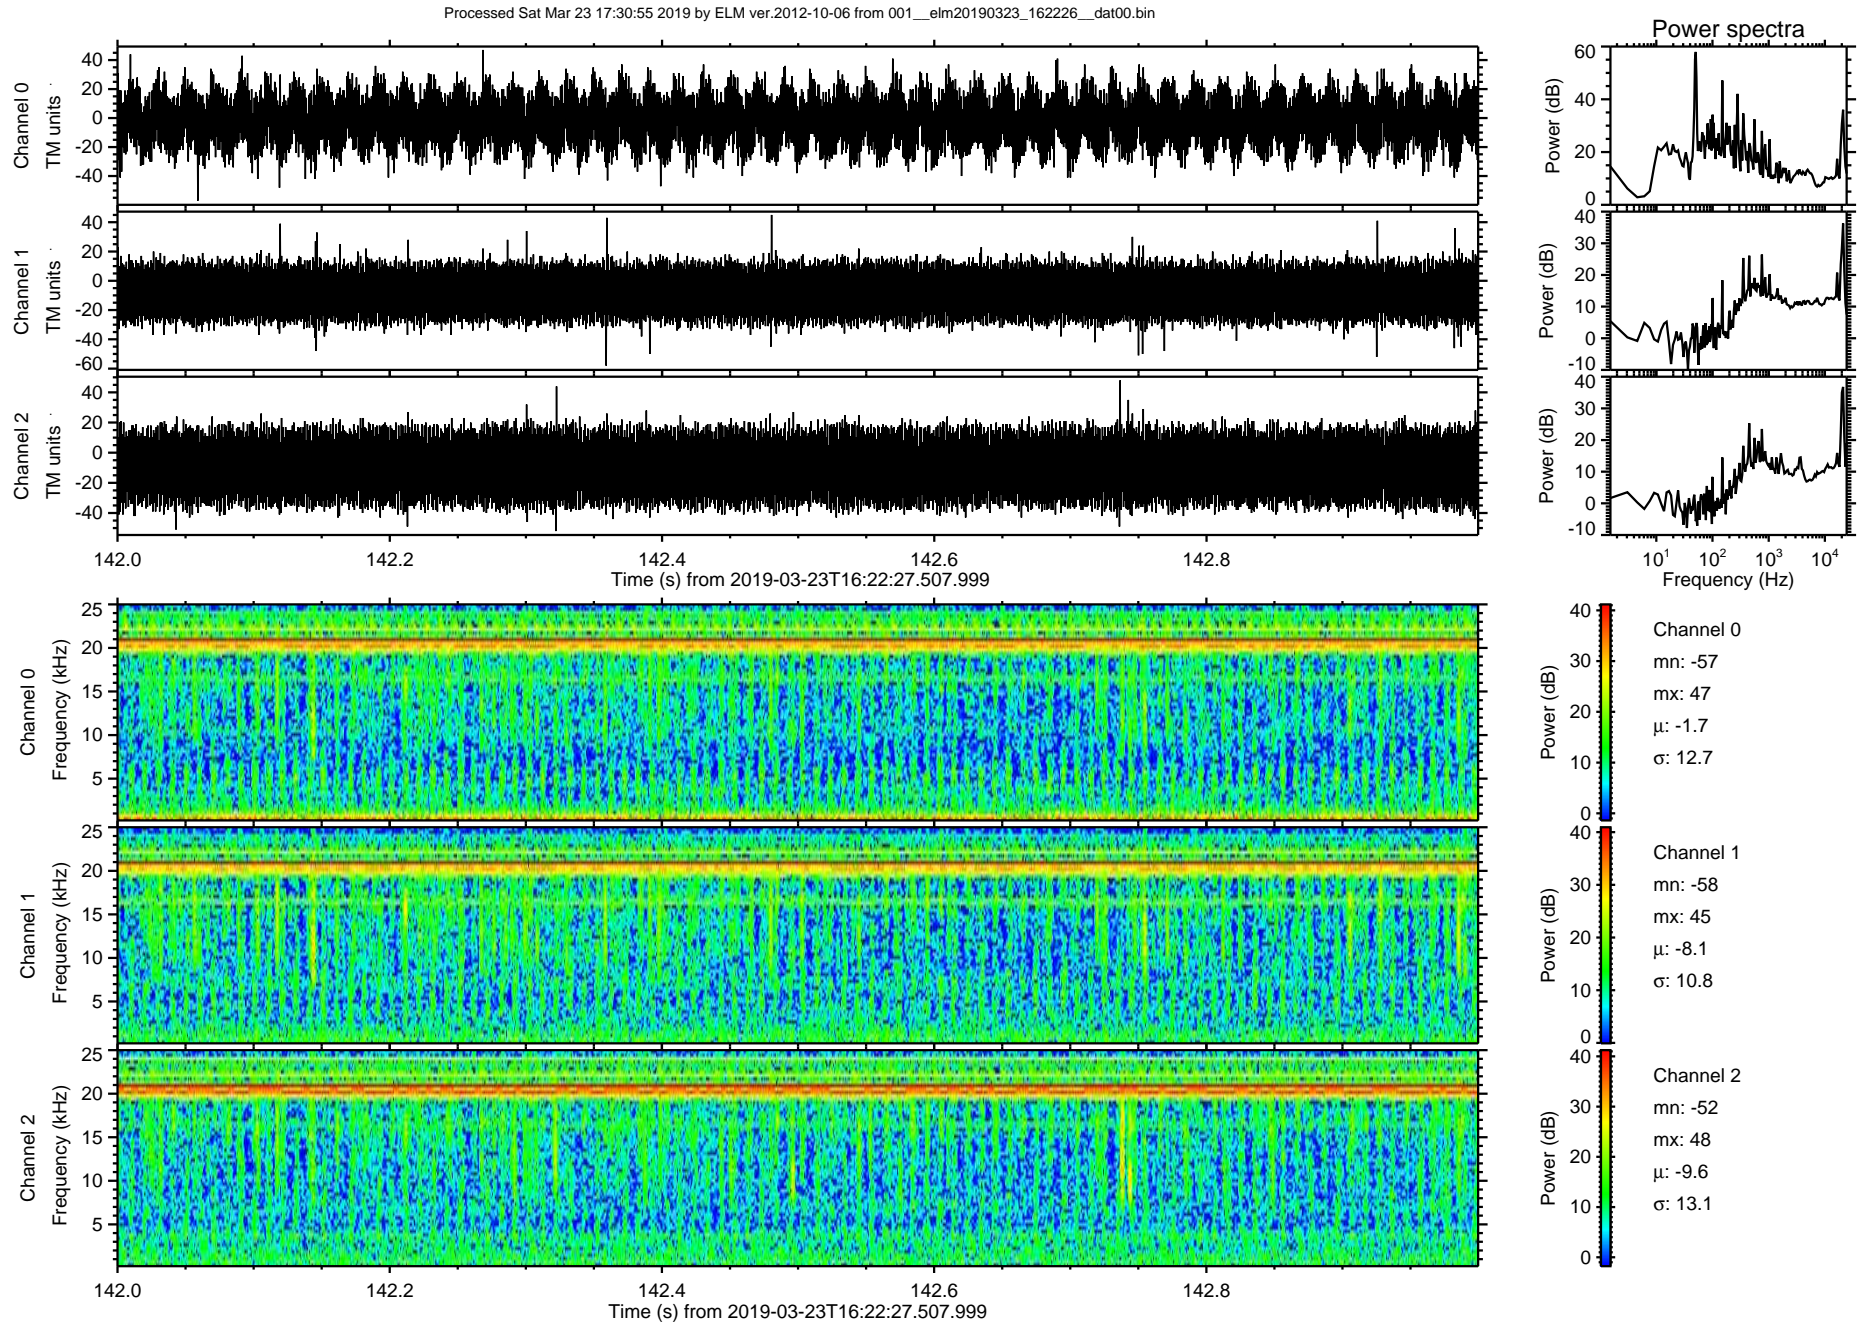 Processed Sat Mar 23 17:30:55 2019 by ELM ver.2012-10-06 from 001__elm20190323_162226__dat00.bin
Power spectra
Channel 0
TM units
40
20
0
-20
-40
Power (dB)
60
40
20
0
Channel 1
TM units
40
20
0
-20
-40
-60
Power (dB)
40
30
20
10
0
-10
Channel 2
TM units
40
20
0
-20
-40
Power (dB)
40
30
20
10
0
-10
142.0 142.2 142.4 142.6 142.8
Time (s) from 2019-03-23T16:22:27.507.999
10¹ 10² 10³ 10⁴
Frequency (Hz)
Channel 0
Frequency (kHz)
25
20
15
10
5
Power (dB)
40
30
20
10
0
Channel 0
mn: -57
mx: 47
μ: -1.7
σ: 12.7
Channel 1
Frequency (kHz)
25
20
15
10
5
Power (dB)
40
30
20
10
0
Channel 1
mn: -58
mx: 45
μ: -8.1
σ: 10.8
Channel 2
Frequency (kHz)
25
20
15
10
5
Power (dB)
40
30
20
10
0
Channel 2
mn: -52
mx: 48
μ: -9.6
σ: 13.1
142.0 142.2 142.4 142.6 142.8
Time (s) from 2019-03-23T16:22:27.507.999